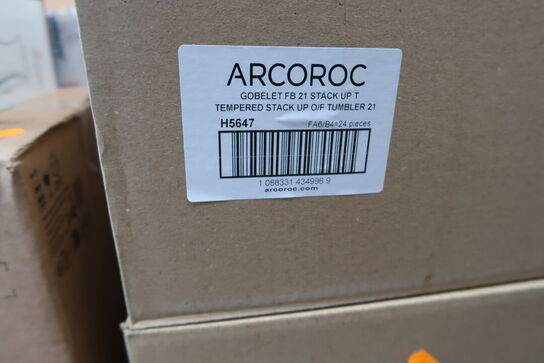 ARCOROC
GOBELET FB 21 STACK UP T
TEMPERED STACK UP O/F TUMBLER 21
H5647 FA6/B4=24 pieces
1 088331 434996 9
arcoroc.com